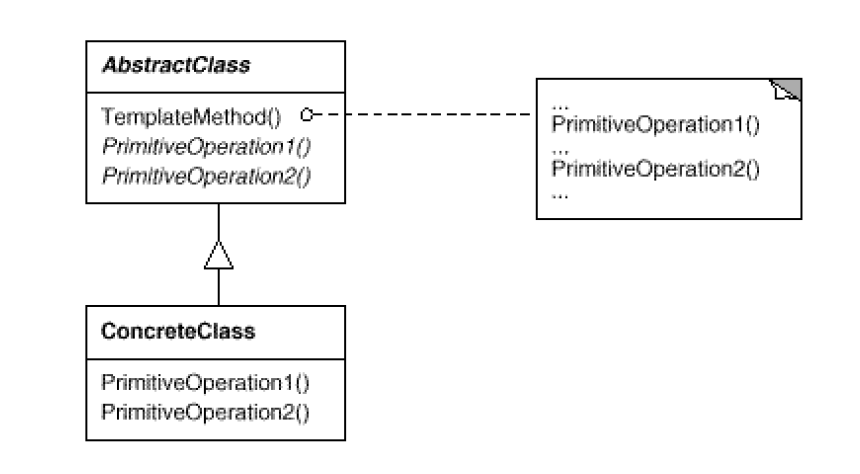 AbstractClass
TemplateMethod()
PrimitiveOperation1()
PrimitiveOperation2()
...
PrimitiveOperation1()
...
PrimitiveOperation2()
...
ConcreteClass
PrimitiveOperation1()
PrimitiveOperation2()